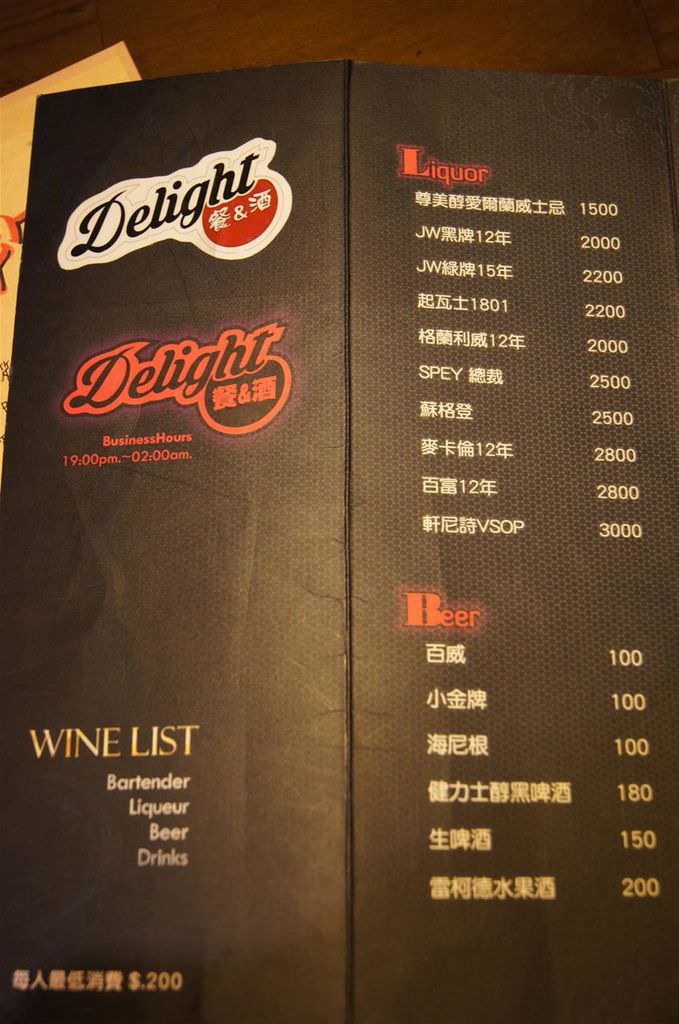 Delight
餐&酒
Delight
餐&酒
BusinessHours
19:00pm.~02:00am.
WINE LIST
Bartender
Liqueur
Beer
Drinks
每人最低消費 $.200
Liquor
尊美醇愛爾蘭威士忌 1500
JW黑牌12年 2000
JW綠牌15年 2200
起瓦士1801 2200
格蘭利威12年 2000
SPEY 總裁 2500
蘇格登 2500
麥卡倫12年 2800
百富12年 2800
軒尼詩VSOP 3000
Beer
百威 100
小金牌 100
海尼根 100
健力士醇黑啤酒 180
生啤酒 150
雷柯德水果酒 200